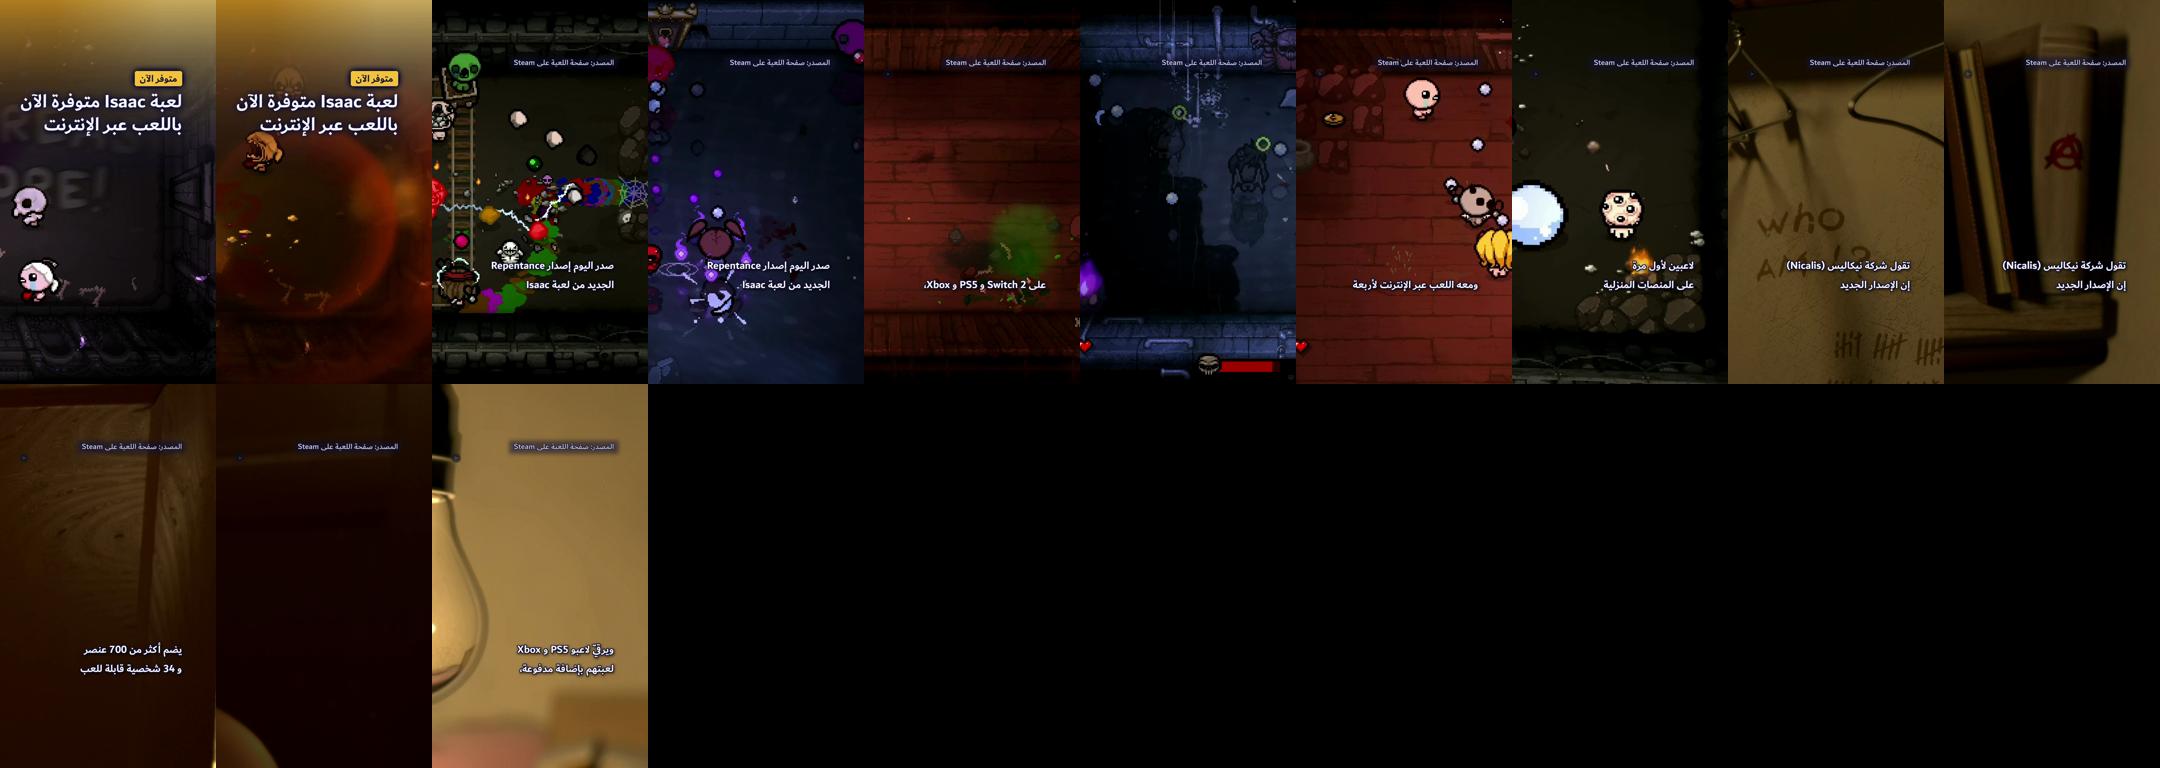 متوفر الآن
لعبة Isaac متوفرة الآن
باللعب عبر الإنترنت
متوفر الآن
لعبة Isaac متوفرة الآن
باللعب عبر الإنترنت
المصدر: صفحة اللعبة على Steam
صدر اليوم إصدار Repentance
الجديد من لعبة Isaac
المصدر: صفحة اللعبة على Steam
صدر اليوم إصدار Repentance
الجديد من لعبة Isaac
المصدر: صفحة اللعبة على Steam
على Switch 2 و PS5 و Xbox،
المصدر: صفحة اللعبة على Steam
المصدر: صفحة اللعبة على Steam
ومعه اللعب عبر الإنترنت لأربعة
المصدر: صفحة اللعبة على Steam
لاعبين لأول مرة
على المنصات المنزلية.
المصدر: صفحة اللعبة على Steam
who
تقول شركة نيكاليس (Nicalis)
إن الإصدار الجديد
المصدر: صفحة اللعبة على Steam
تقول شركة نيكاليس (Nicalis)
إن الإصدار الجديد
المصدر: صفحة اللعبة على Steam
يضم أكثر من 700 عنصر
و 34 شخصية قابلة للعب
المصدر: صفحة اللعبة على Steam
المصدر: صفحة اللعبة على Steam
ويرقّي لاعبو PS5 و Xbox
لعبتهم بإضافة مدفوعة.